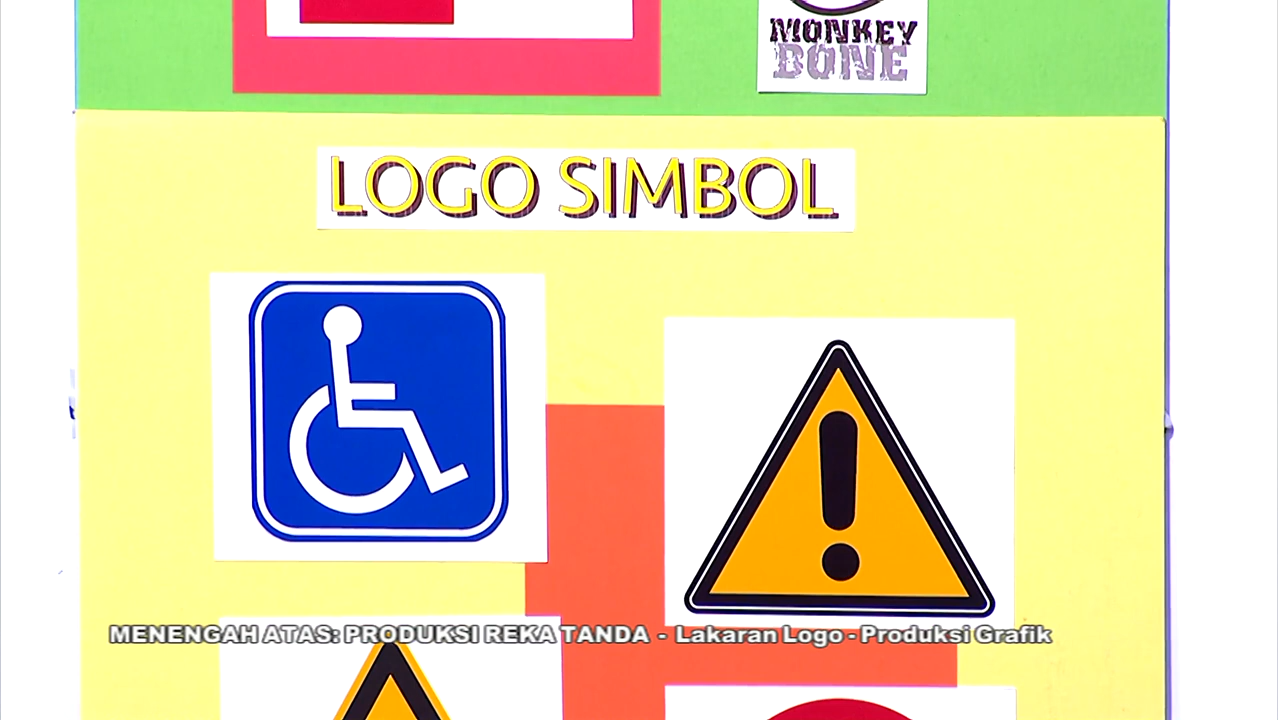 MONKEY
BONE
LOGO SIMBOL
MENENGAH ATAS: PRODUKSI REKA TANDA - Lakaran Logo - Produksi Grafik